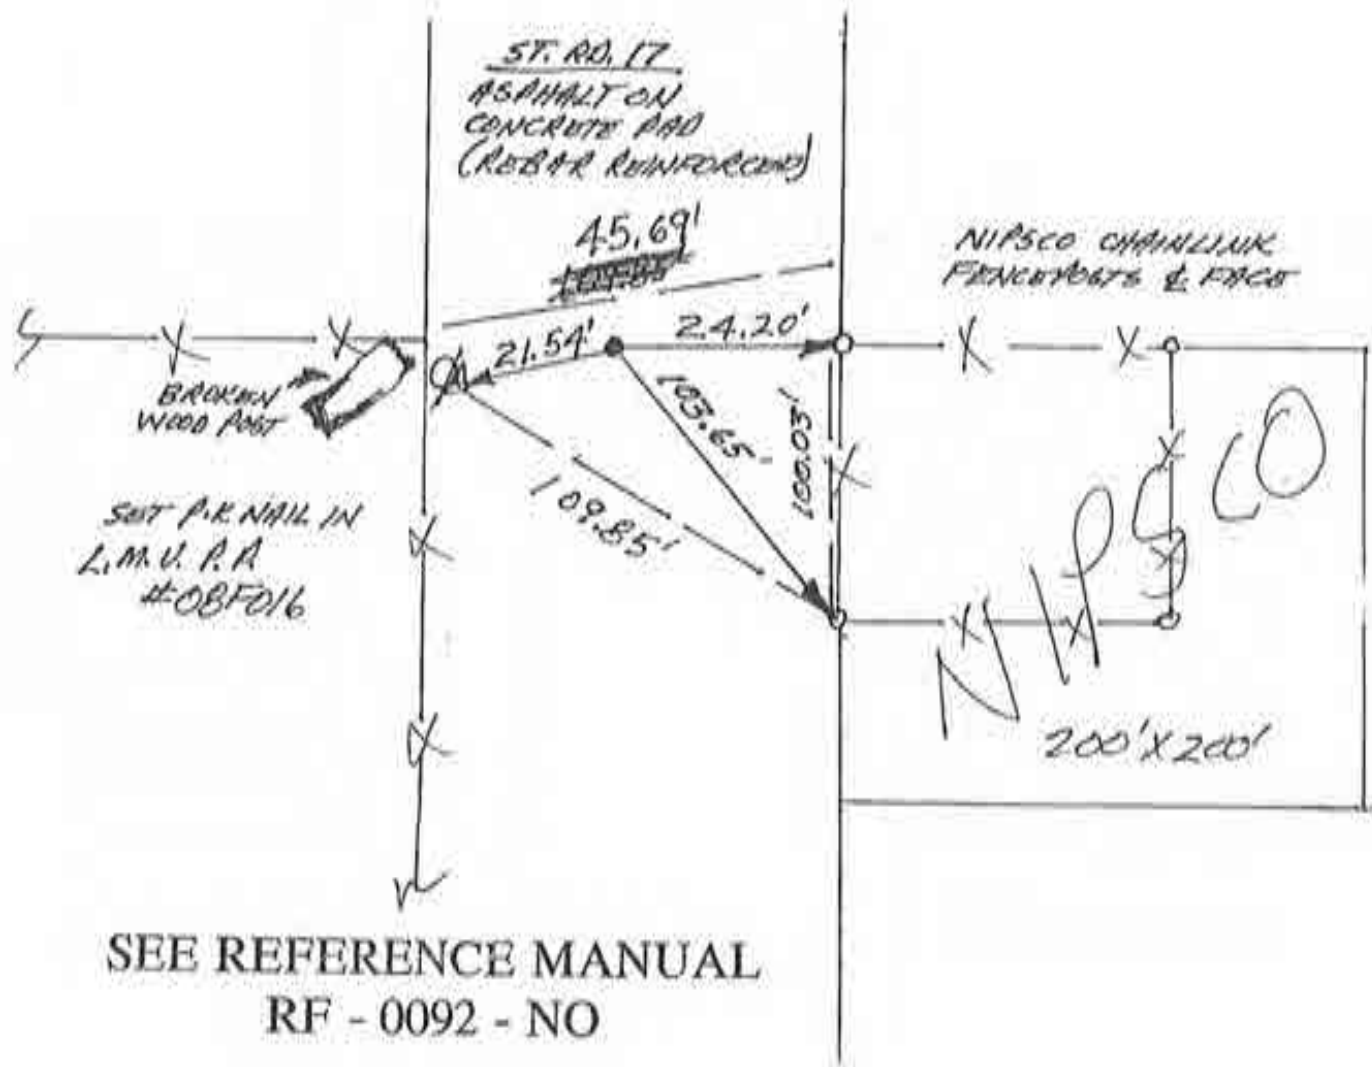 ST. RD. 17
ASPHALT ON
CONCRETE PAD
(REBAR REINFORCED)
45.69'
NIPSCO CHAINLINK
FENCEPOSTS & FACE
21.54'
24.20'
BROKEN
WOOD POST
103.65
100.03'
109.85'
SET P.K NAIL IN
L.M.U. P.P.
#08F016
NIPSCO
200' X 200'
SEE REFERENCE MANUAL
RF - 0092 - NO